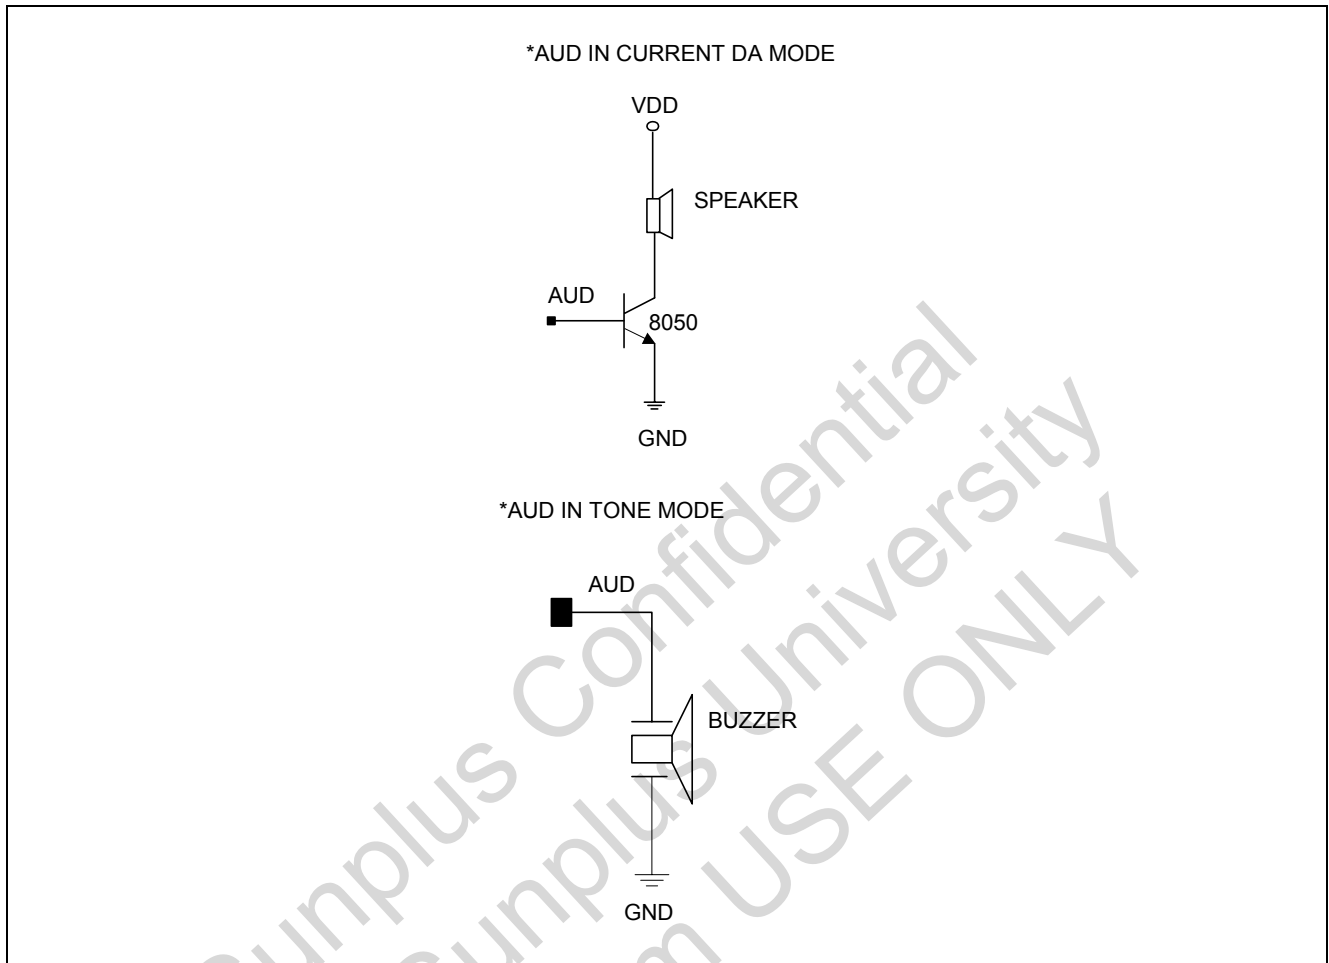 *AUD IN CURRENT DA MODE
VDD
SPEAKER
AUD
8050
GND
*AUD IN TONE MODE
AUD
BUZZER
GND
Sunplus Confidential
Sunplus University
USE ONLY